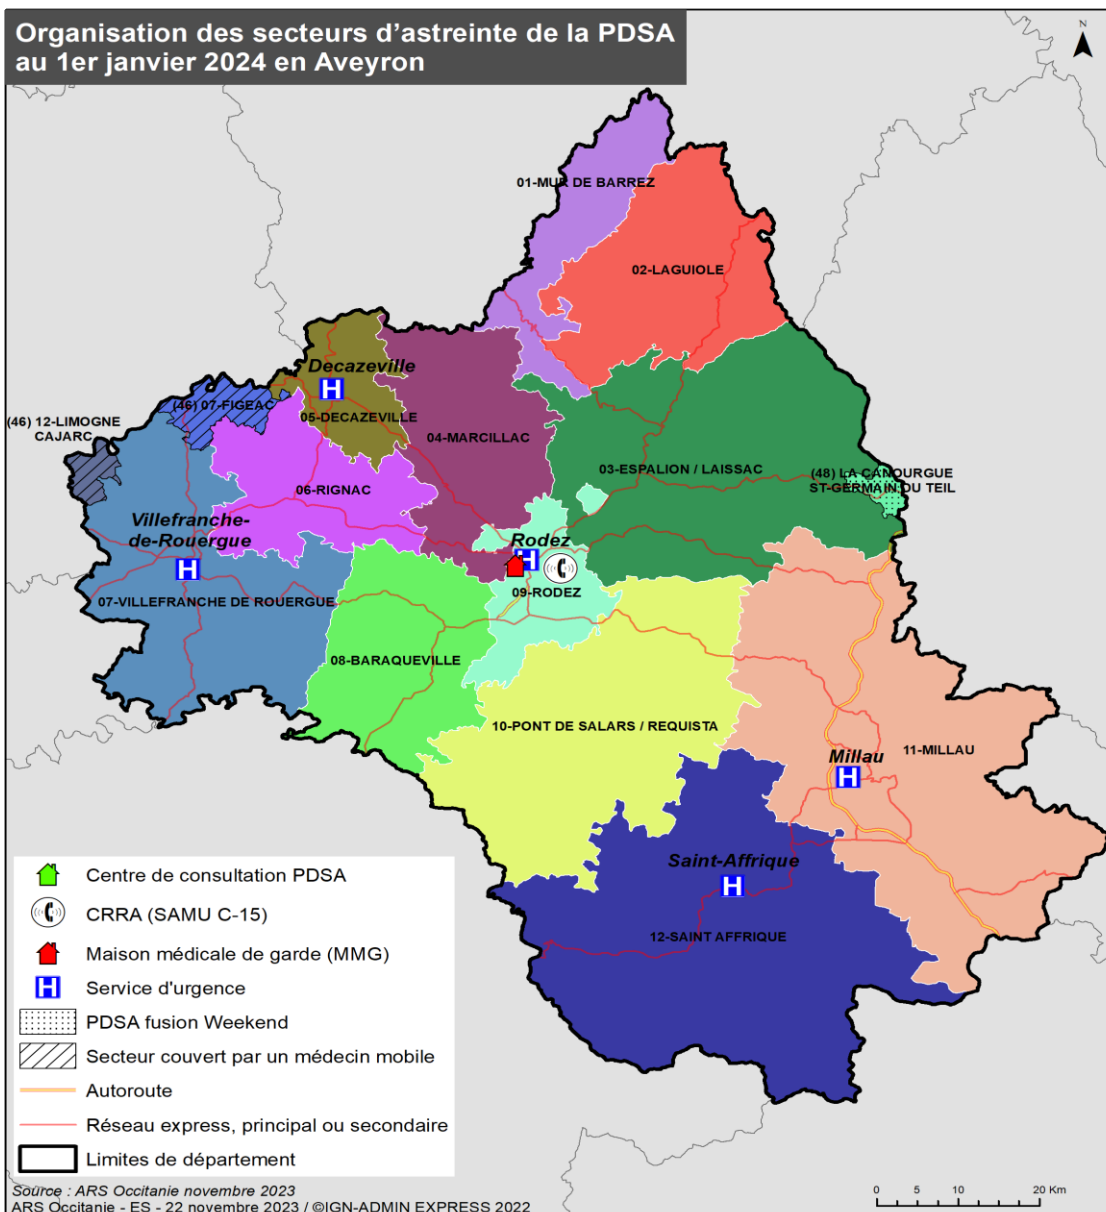 Organisation des secteurs d'astreinte de la PDSA
au 1er janvier 2024 en Aveyron
N
01-MUR DE BARREZ
02-LAGUIOLE
Decazeville
H
(46) 07-FIGEAC
05-DECAZEVILLE
(46) 12-LIMOGNE
CAJARC
04-MARCILLAC
03-ESPALION / LAISSAC
(48) LA CANOURGUE
ST-GERMAIN DU TEIL
06-RIGNAC
Villefranche-
de-Rouergue
H
Rodez
H
07-VILLEFRANCHE DE ROUERGUE
09-RODEZ
08-BARAQUEVILLE
10-PONT DE SALARS / REQUISTA
Millau
H
11-MILLAU
Saint-Affrique
H
12-SAINT AFFRIQUE
Centre de consultation PDSA
CRRA (SAMU C-15)
Maison médicale de garde (MMG)
H Service d'urgence
PDSA fusion Weekend
Secteur couvert par un médecin mobile
Autoroute
Réseau express, principal ou secondaire
Limites de département
Source : ARS Occitanie novembre 2023
ARS Occitanie - ES - 22 novembre 2023 / ©IGN-ADMIN EXPRESS 2022
0 5 10 20 Km